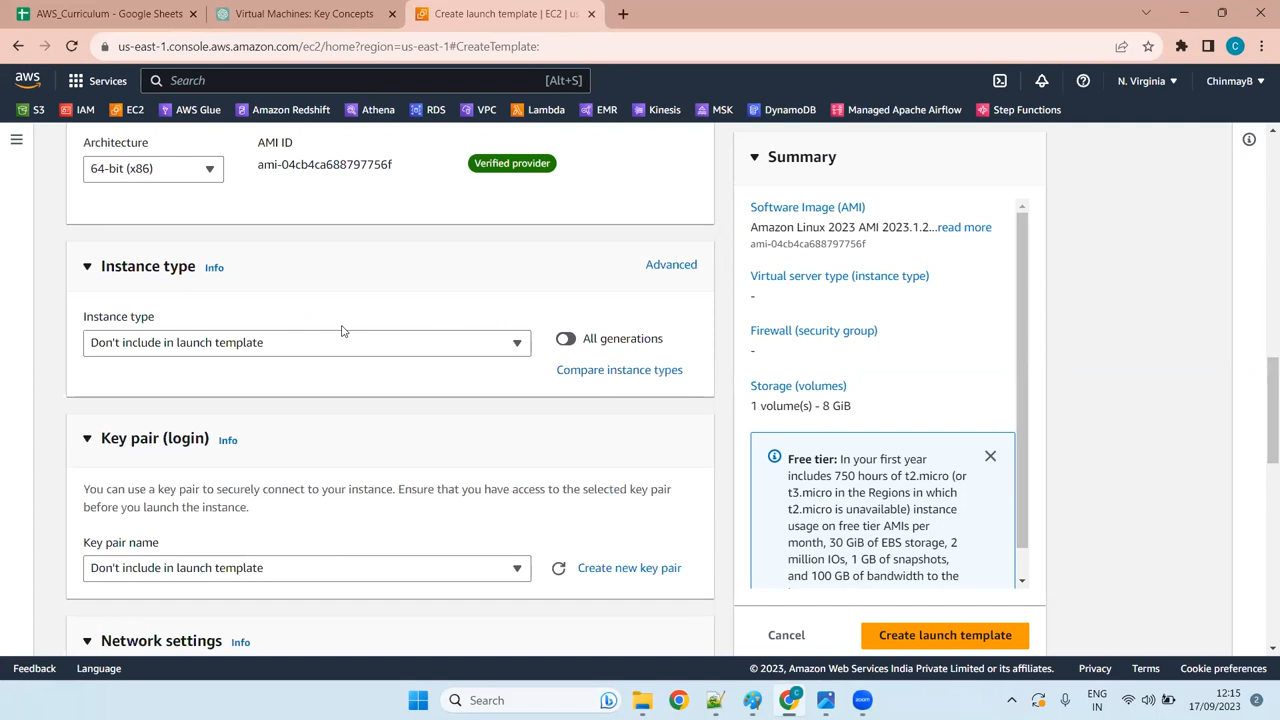 AWS_Curriculum - Google Sheets
Virtual Machines: Key Concepts
Create launch template | EC2 | us
us-east-1.console.aws.amazon.com/ec2/home?region=us-east-1#CreateTemplate:
C
aws
Services
Search
[Alt+S]
N. Virginia
ChinmayB
S3
IAM
EC2
AWS Glue
Amazon Redshift
Athena
RDS
VPC
Lambda
EMR
Kinesis
MSK
DynamoDB
Managed Apache Airflow
Step Functions
Architecture
AMI ID
64-bit (x86)
ami-04cb4ca688797756f
Verified provider
Instance type
Info
Advanced
Instance type
Don't include in launch template
All generations
Compare instance types
Key pair (login)
Info
You can use a key pair to securely connect to your instance. Ensure that you have access to the selected key pair
before you launch the instance.
Key pair name
Don't include in launch template
Create new key pair
Network settings
Info
Summary
Software Image (AMI)
Amazon Linux 2023 AMI 2023.1.2...read more
ami-04cb4ca688797756f
Virtual server type (instance type)
-
Firewall (security group)
-
Storage (volumes)
1 volume(s) - 8 GiB
Free tier: In your first year
includes 750 hours of t2.micro (or
t3.micro in the Regions in which
t2.micro is unavailable) instance
usage on free tier AMIs per
month, 30 GiB of EBS storage, 2
million IOs, 1 GB of snapshots,
and 100 GB of bandwidth to the
Cancel
Create launch template
Feedback
Language
© 2023, Amazon Web Services India Private Limited or its affiliates.
Privacy
Terms
Cookie preferences
Search
zoom
ENG
IN
12:15
17/09/2023
2